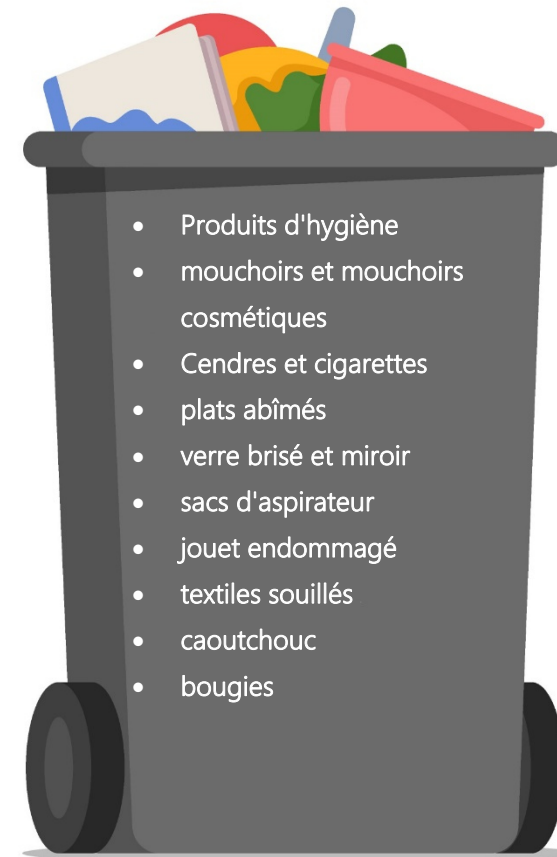 • Produits d'hygiène
• mouchoirs et mouchoirs
cosmétiques
• Cendres et cigarettes
• plats abîmés
• verre brisé et miroir
• sacs d'aspirateur
• jouet endommagé
• textiles souillés
• caoutchouc
• bougies